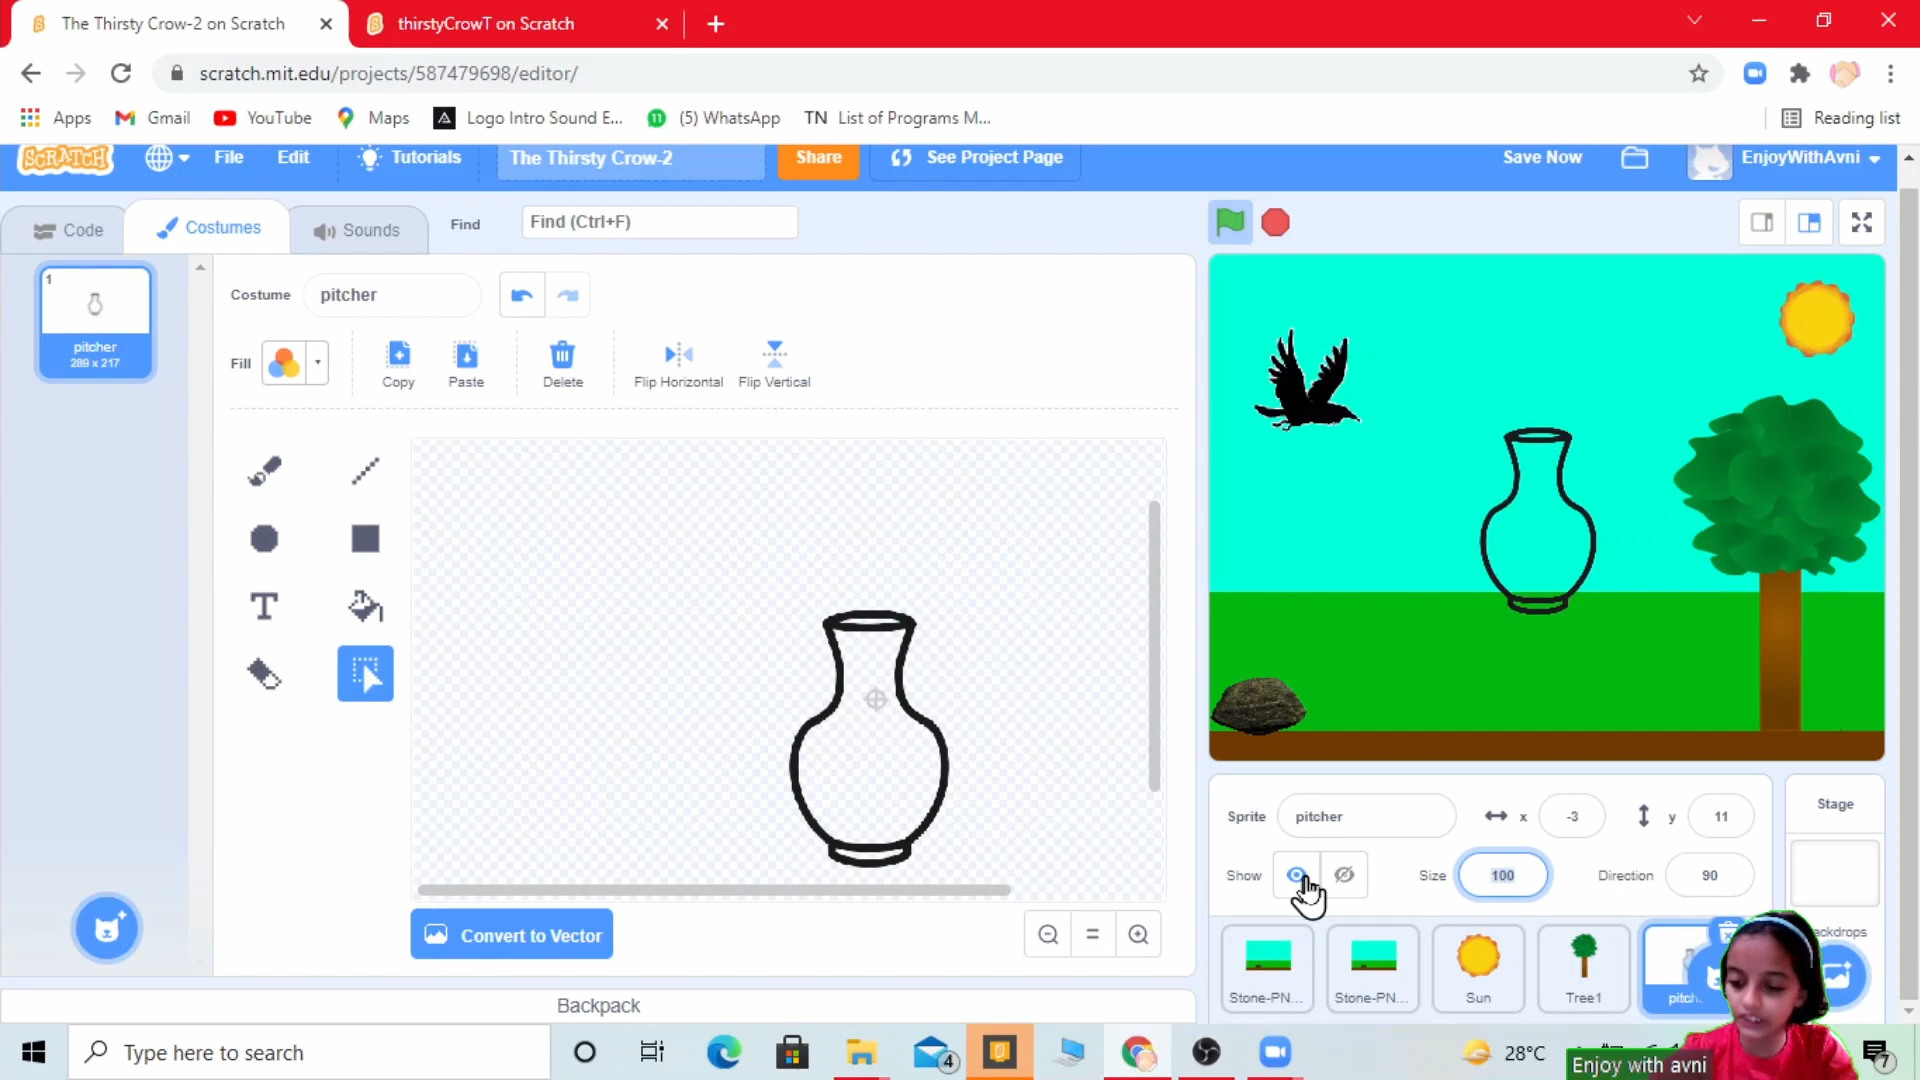 The Thirsty Crow-2 on Scratch
thirstyCrowT on Scratch
scratch.mit.edu/projects/587479698/editor/
Apps Gmail YouTube Maps Logo Intro Sound E... (5) WhatsApp TN List of Programs M... Reading list
SCRATCH File Edit Tutorials The Thirsty Crow-2 Share See Project Page Save Now EnjoyWithAvni
Code Costumes Sounds Find Find (Ctrl+F)
1
pitcher
289 x 217
Costume pitcher
Fill Copy Paste Delete Flip Horizontal Flip Vertical
T
Convert to Vector
Backpack
Sprite pitcher x -3 y 11
Show Size 100 Direction 90
Stage
Stone-PN... Stone-PN... Sun Tree1
Type here to search
4
28°C
7
Enjoy with avni